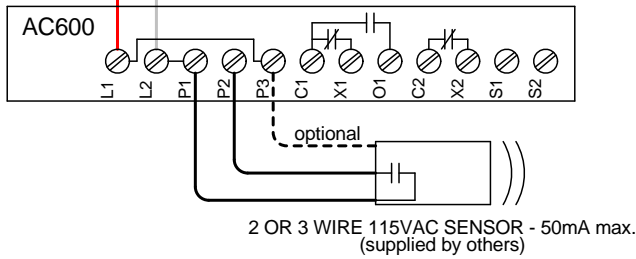 AC600
L1 L2 P1 P2 P3 C1 X1 O1 C2 X2 S1 S2
optional
2 OR 3 WIRE 115VAC SENSOR - 50mA max.
(supplied by others)